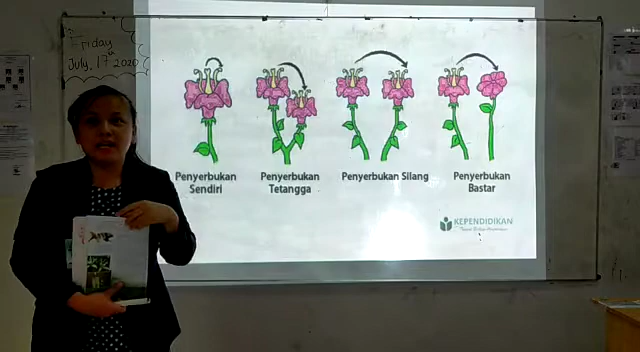 Friday
July, 17 2020
Penyerbukan
Sendiri
Penyerbukan
Tetangga
Penyerbukan Silang
Penyerbukan
Bastar
KEPENDIDIKAN